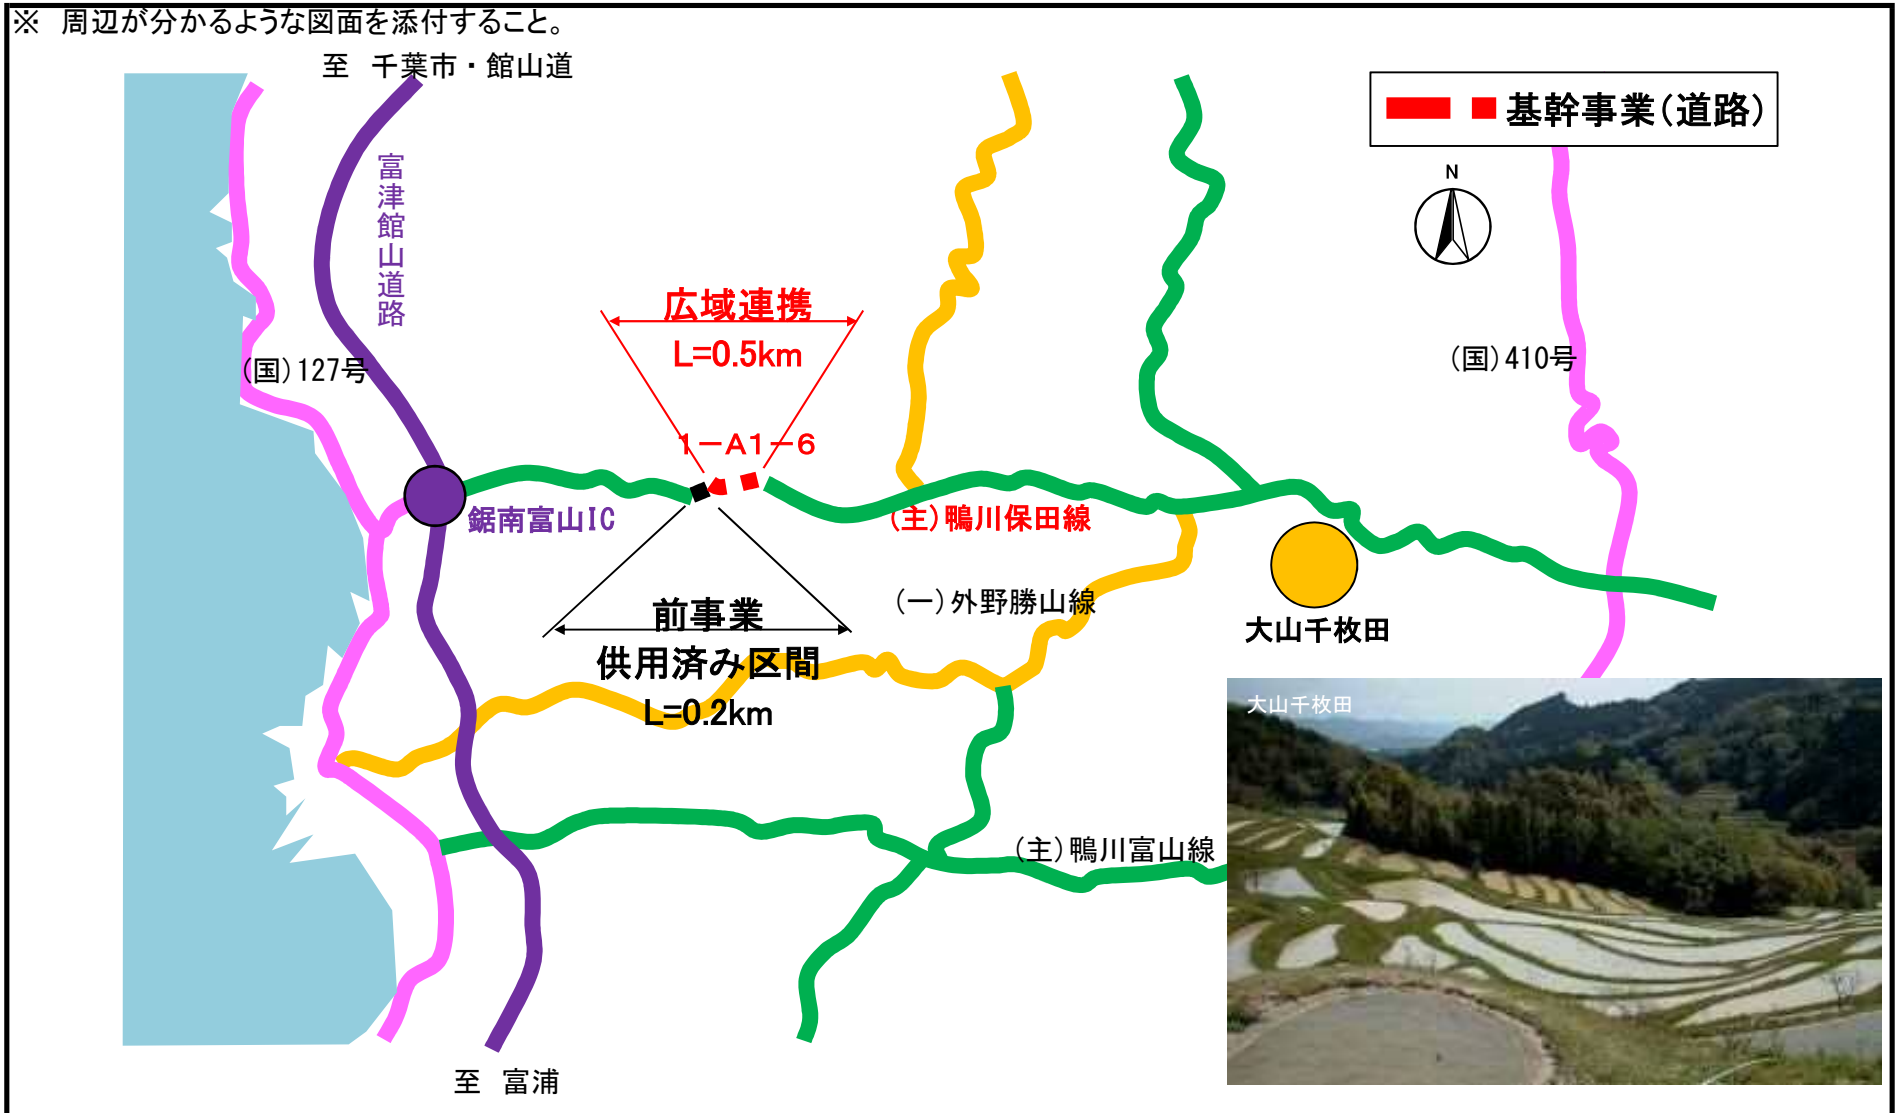 ※ 周辺が分かるような図面を添付すること。
至 千葉市・館山道
基幹事業(道路)
富津館山道路
N
広域連携
L=0.5km
(国)127号
(国)410号
1-A1-6
鋸南富山IC
(主)鴨川保田線
(一)外野勝山線
前事業
供用済み区間
L=0.2km
大山千枚田
大山千枚田
(主)鴨川富山線
至 富浦